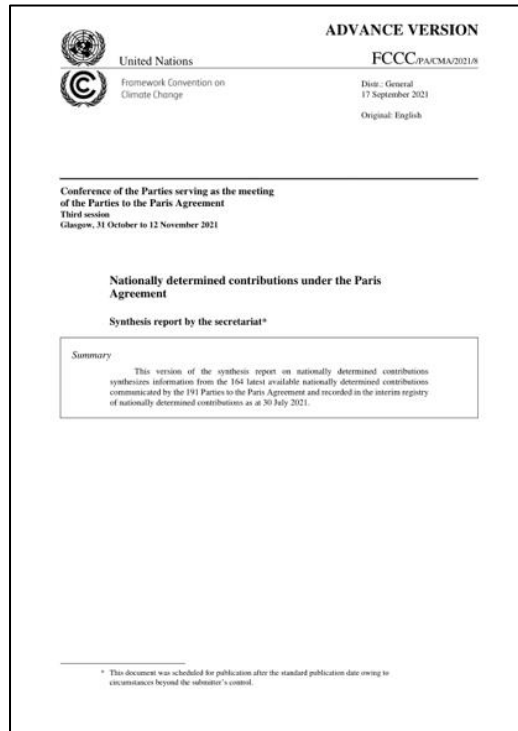 ADVANCE VERSION
United Nations
FCCC/PA/CMA/2021/8
Framework Convention on
Climate Change
Distr.: General
17 September 2021
Original: English
Conference of the Parties serving as the meeting
of the Parties to the Paris Agreement
Third session
Glasgow, 31 October to 12 November 2021
Nationally determined contributions under the Paris
Agreement
Synthesis report by the secretariat*
Summary
This version of the synthesis report on nationally determined contributions
synthesizes information from the 164 latest available nationally determined contributions
communicated by the 191 Parties to the Paris Agreement and recorded in the interim registry
of nationally determined contributions as at 30 July 2021.
* This document was scheduled for publication after the standard publication date owing to
circumstances beyond the submitter's control.